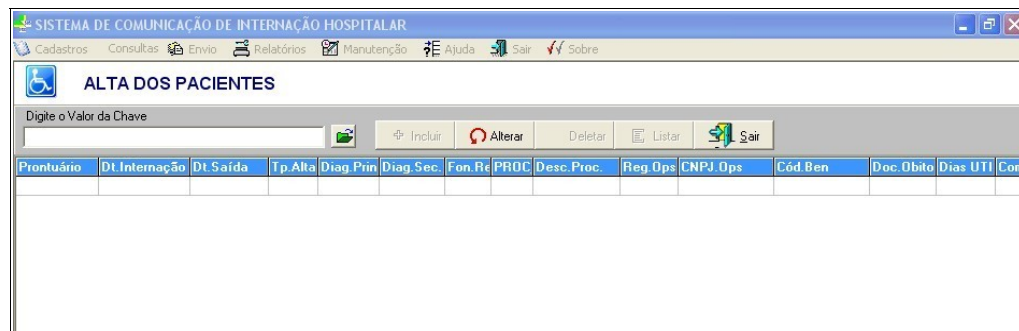 SISTEMA DE COMUNICAÇÃO DE INTERNAÇÃO HOSPITALAR
Cadastros Consultas Envio Relatórios Manutenção Ajuda Sair Sobre
ALTA DOS PACIENTES
Digite o Valor da Chave
Incluir Alterar Deletar Listar Sair
Prontuário Dt.Internação Dt.Saída Tp.Alta Diag.Prin Diag.Sec. Fon.Re PROC Desc.Proc. Reg.Ops CNPJ.Ops Cód.Ben Doc.Obito Dias UTI Con